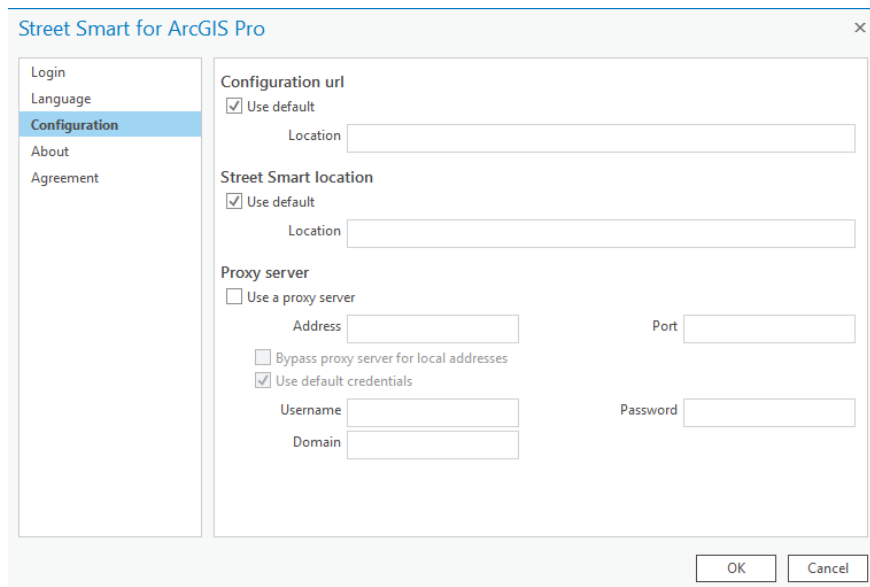 Street Smart for ArcGIS Pro
Login
Language
Configuration
About
Agreement
Configuration url
Use default
Location
Street Smart location
Use default
Location
Proxy server
Use a proxy server
Address Port
Bypass proxy server for local addresses
Use default credentials
Username Password
Domain
OK Cancel